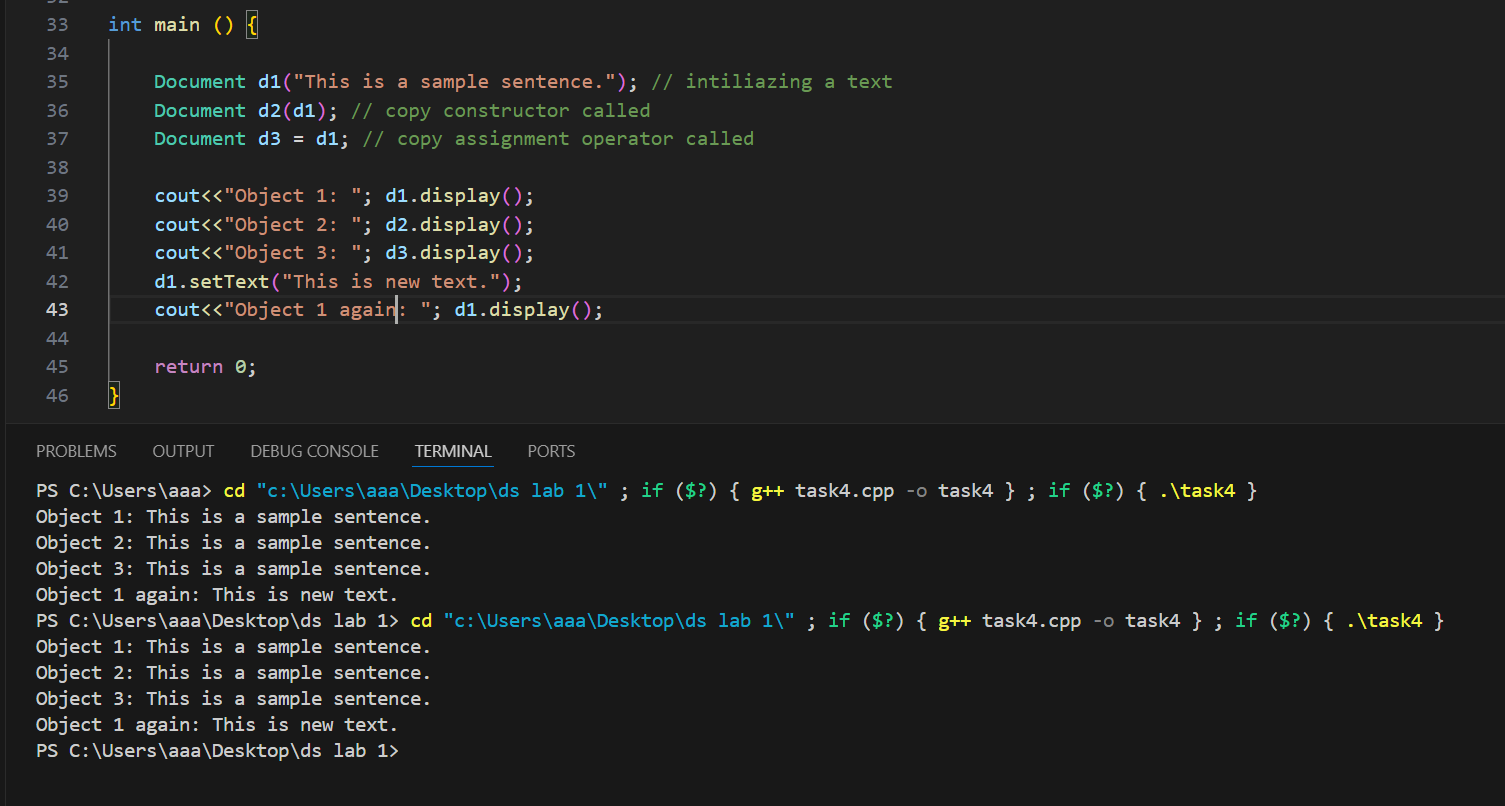 32
33 int main () {
34
35 Document d1("This is a sample sentence."); // intiliazing a text
36 Document d2(d1); // copy constructor called
37 Document d3 = d1; // copy assignment operator called
38
39 cout<<"Object 1: "; d1.display();
40 cout<<"Object 2: "; d2.display();
41 cout<<"Object 3: "; d3.display();
42 d1.setText("This is new text.");
43 cout<<"Object 1 again: "; d1.display();
44
45 return 0;
46 }
PROBLEMS OUTPUT DEBUG CONSOLE TERMINAL PORTS
PS C:\Users\aaa> cd "c:\Users\aaa\Desktop\ds lab 1\" ; if ($?) { g++ task4.cpp -o task4 } ; if ($?) { .\task4 }
Object 1: This is a sample sentence.
Object 2: This is a sample sentence.
Object 3: This is a sample sentence.
Object 1 again: This is new text.
PS C:\Users\aaa\Desktop\ds lab 1> cd "c:\Users\aaa\Desktop\ds lab 1\" ; if ($?) { g++ task4.cpp -o task4 } ; if ($?) { .\task4 }
Object 1: This is a sample sentence.
Object 2: This is a sample sentence.
Object 3: This is a sample sentence.
Object 1 again: This is new text.
PS C:\Users\aaa\Desktop\ds lab 1>